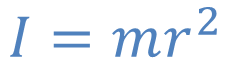 I = mr²